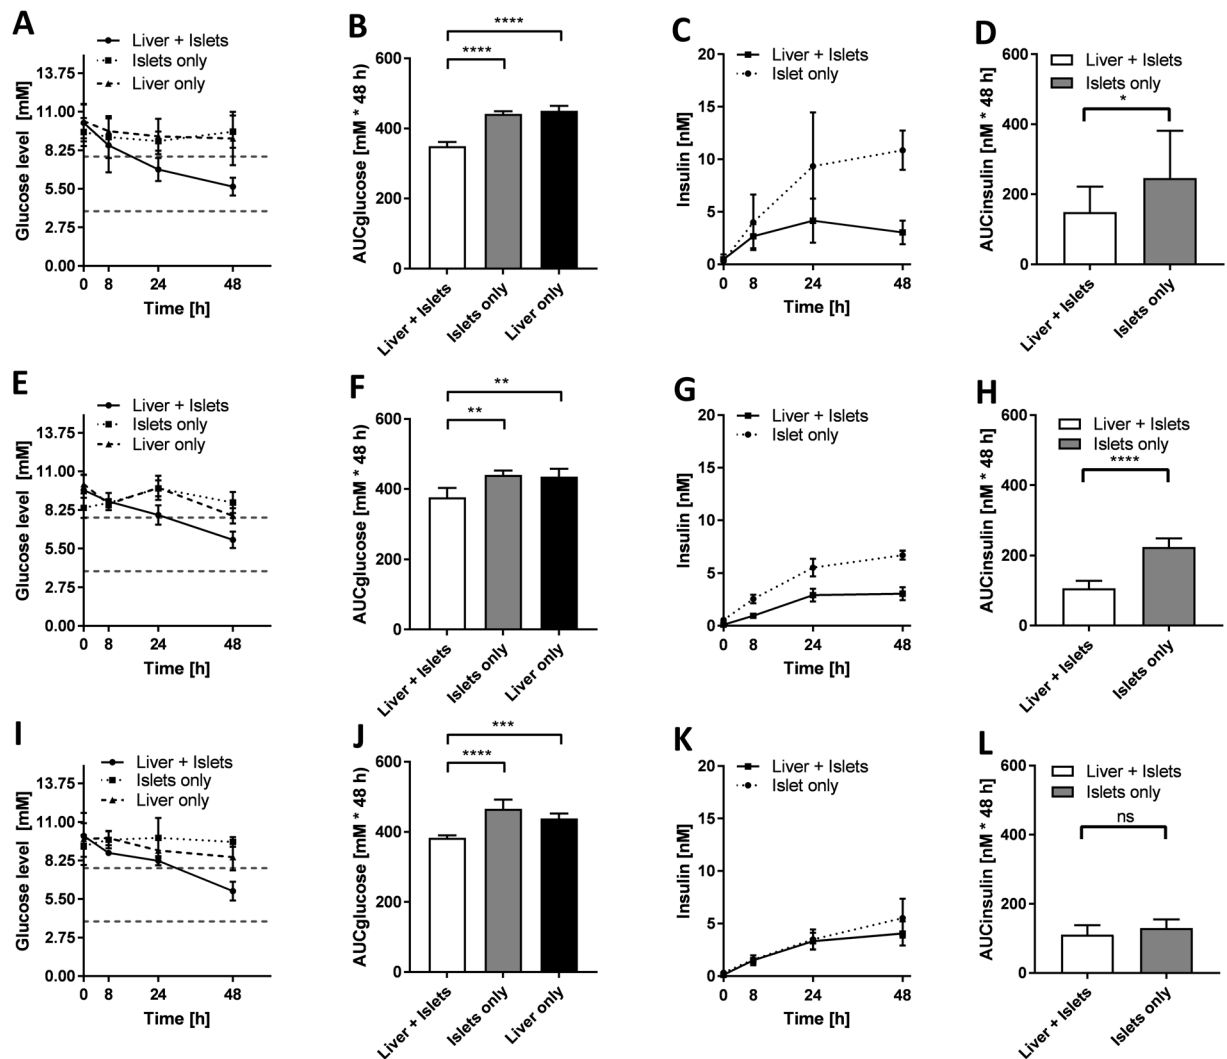 A
Liver + Islets
Islets only
Liver only
Glucose level [mM]
13.75
11.00
8.25
5.50
2.75
0.00
0 8 24 48
Time [h]
B
****
****
AUCglucose [mM * 48 h)
600
400
200
0
Liver + Islets
Islets only
Liver only
C
Liver + Islets
Islet only
Insulin [nM]
20
15
10
5
0
0 8 24 48
Time [h]
D
Liver + Islets
Islets only
*
AUCinsulin [nM * 48 h]
600
400
200
0
Liver + Islets
Islets only
E
Liver + Islets
Islets only
Liver only
Glucose level [mM]
13.75
11.00
8.25
5.50
2.75
0.00
0 8 24 48
Time [h]
F
**
**
AUCglucose [mM * 48 h)
600
400
200
0
Liver + Islets
Islets only
Liver only
G
Liver + Islets
Islet only
Insulin [nM]
20
15
10
5
0
0 8 24 48
Time [h]
H
Liver + Islets
Islets only
****
AUCinsulin [nM * 48 h]
600
400
200
0
Liver + Islets
Islets only
I
Liver + Islets
Islets only
Liver only
Glucose level [mM]
13.75
11.00
8.25
5.50
2.75
0.00
0 8 24 48
Time [h]
J
***
****
AUCglucose [mM * 48 h)
600
400
200
0
Liver + Islets
Islets only
Liver only
K
Liver + Islets
Islet only
Insulin [nM]
20
15
10
5
0
0 8 24 48
Time [h]
L
Liver + Islets
Islets only
ns
AUCinsulin [nM * 48 h]
600
400
200
0
Liver + Islets
Islets only